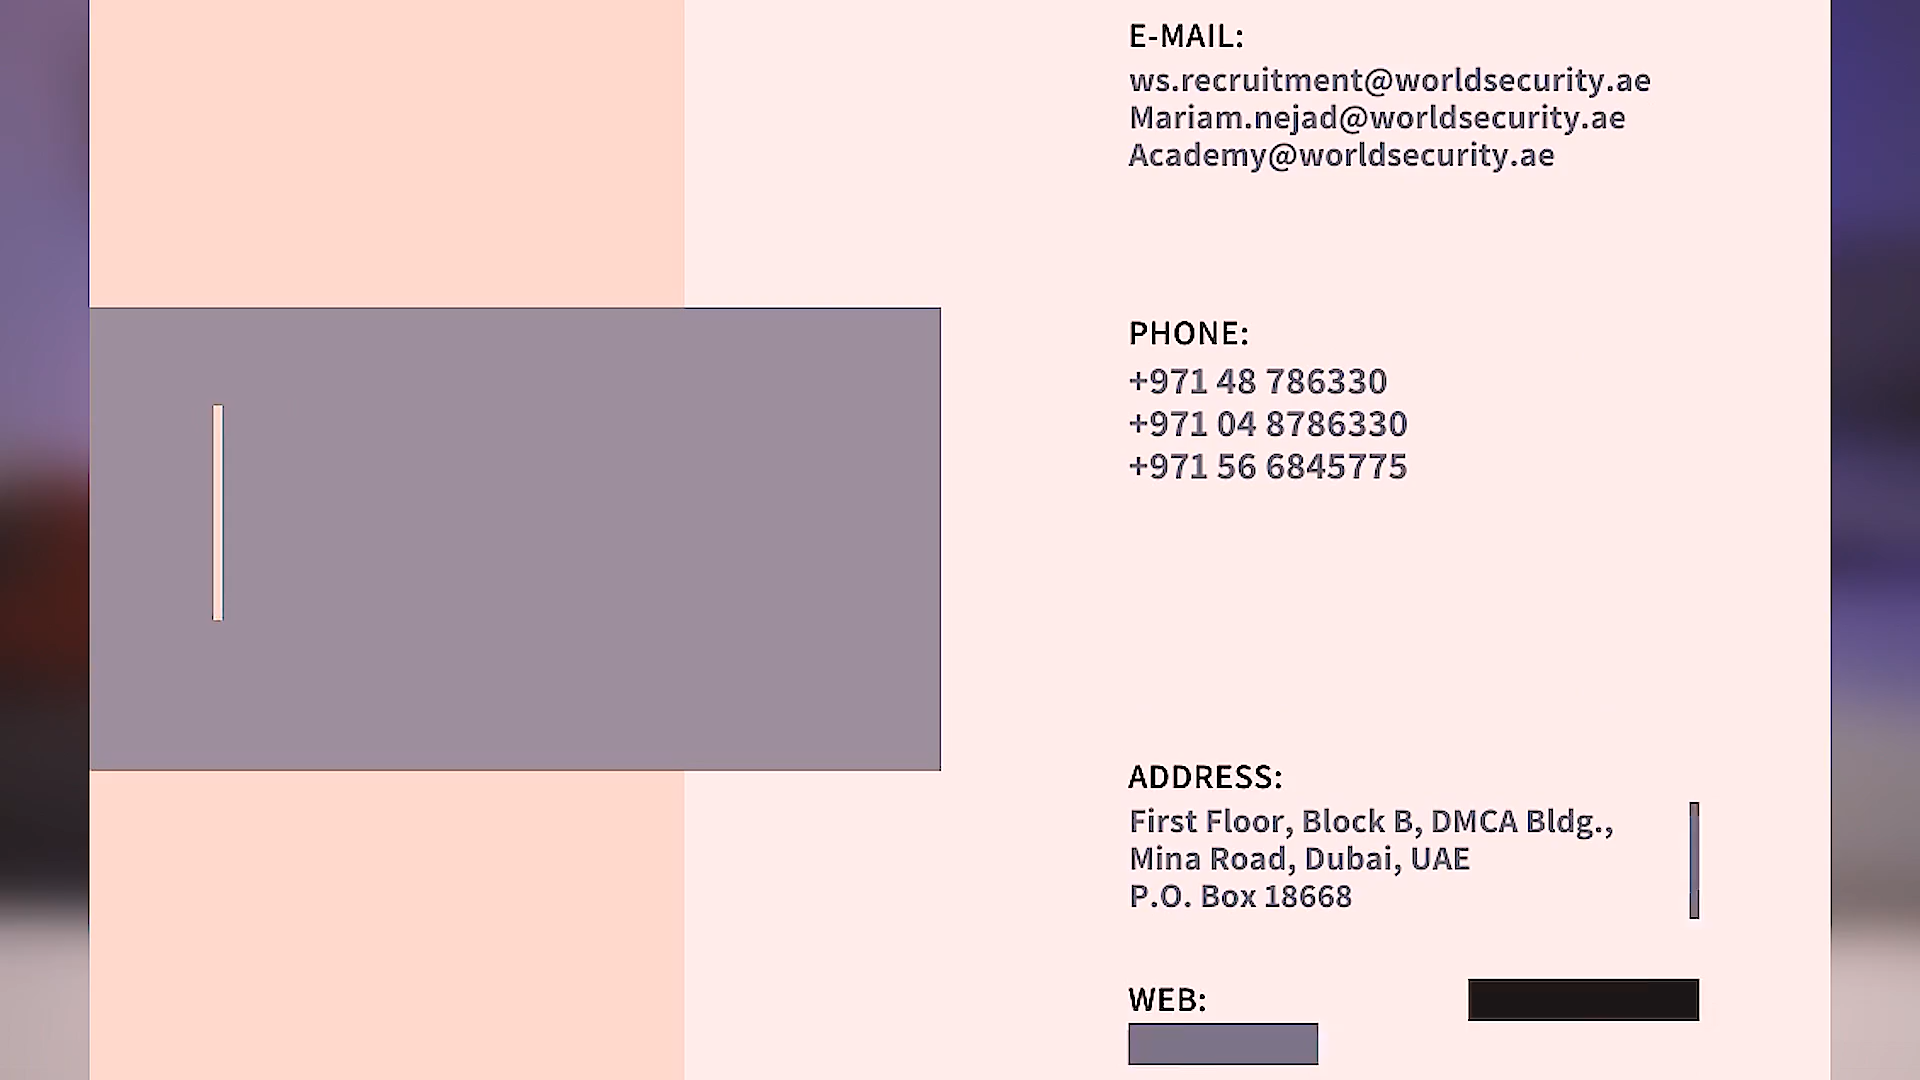 E-MAIL:
ws.recruitment@worldsecurity.ae
Mariam.nejad@worldsecurity.ae
Academy@worldsecurity.ae
PHONE:
+971 48 786330
+971 04 8786330
+971 56 6845775
ADDRESS:
First Floor, Block B, DMCA Bldg.,
Mina Road, Dubai, UAE
P.O. Box 18668
WEB: